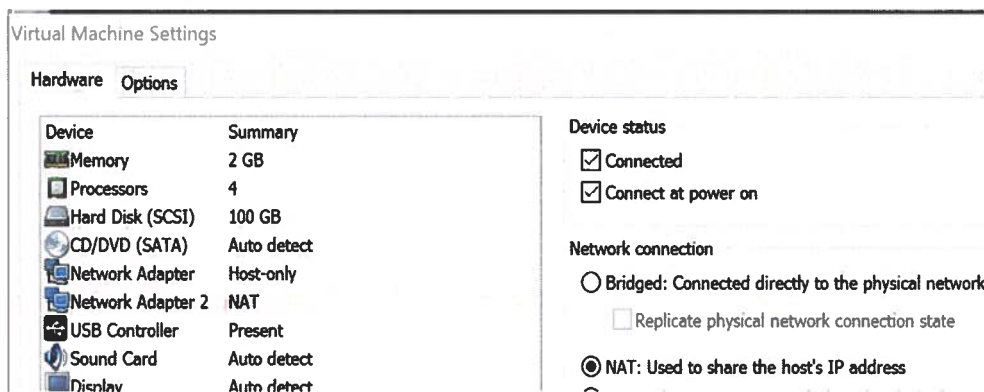 Virtual Machine Settings
Hardware Options
Device Summary
Memory 2 GB
Processors 4
Hard Disk (SCSI) 100 GB
CD/DVD (SATA) Auto detect
Network Adapter Host-only
Network Adapter 2 NAT
USB Controller Present
Sound Card Auto detect
Display Auto detect
Device status
Connected
Connect at power on
Network connection
Bridged: Connected directly to the physical network
Replicate physical network connection state
NAT: Used to share the host's IP address